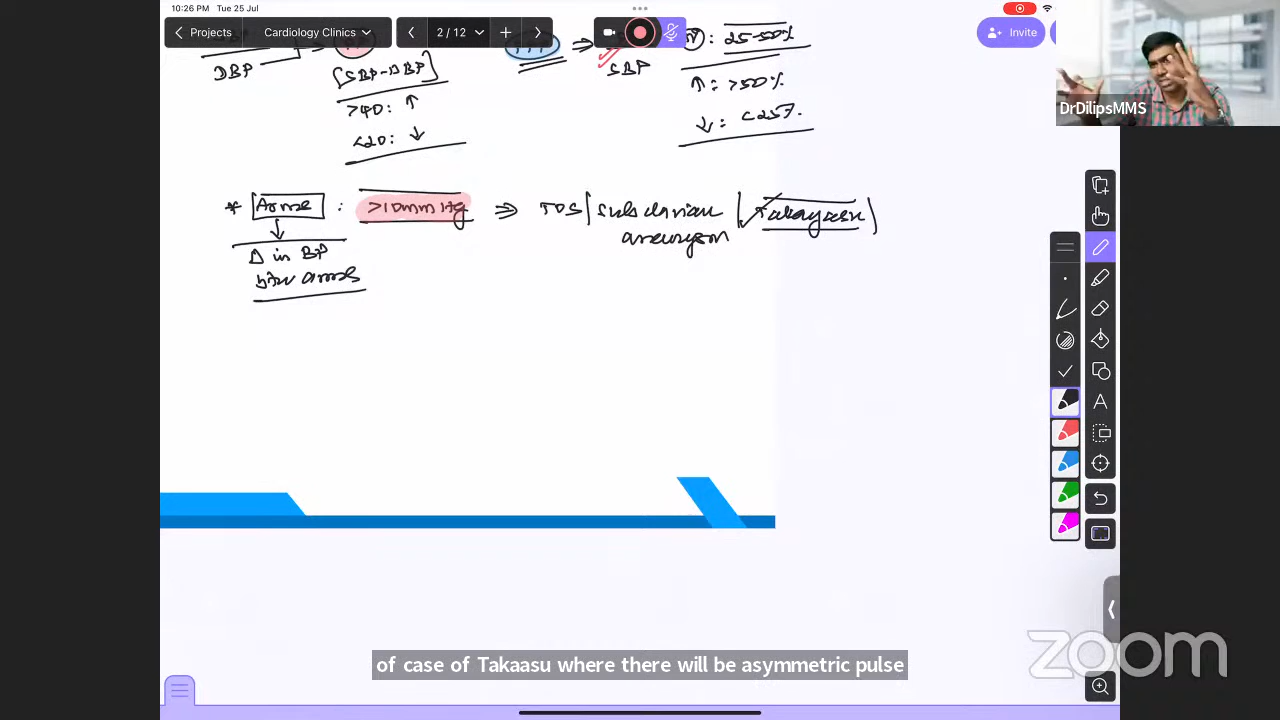 10:26 PM Tue 25 Jul
Projects
Cardiology Clinics
2 / 12
Invite
DBP
[SBP-DBP]
>40: ↑
<20: ↓
⇒
SBP
: 25-50%
↑: >50%
↓: <25%.
DrDilipsMMS
* Arms : >10mmHg ⇒ TOS | Subclavian | Takayasu)
aneurysm
Δ in BP
btw arms
of case of Takaasu where there will be asymmetric pulse
zoom